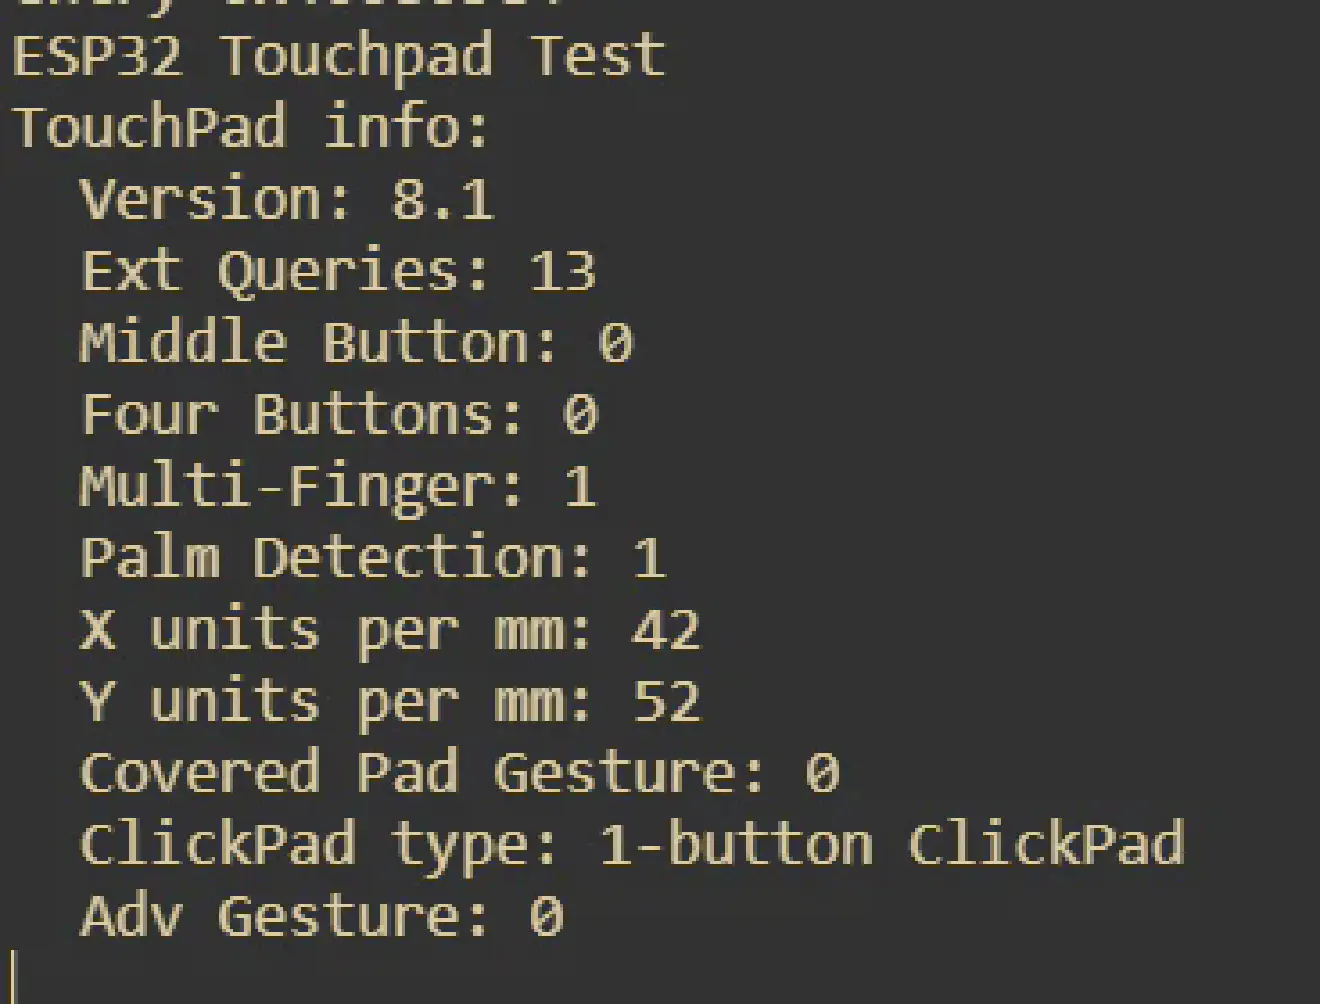 ESP32 Touchpad Test
TouchPad info:
Version: 8.1
Ext Queries: 13
Middle Button: 0
Four Buttons: 0
Multi-Finger: 1
Palm Detection: 1
X units per mm: 42
Y units per mm: 52
Covered Pad Gesture: 0
ClickPad type: 1-button ClickPad
Adv Gesture: 0